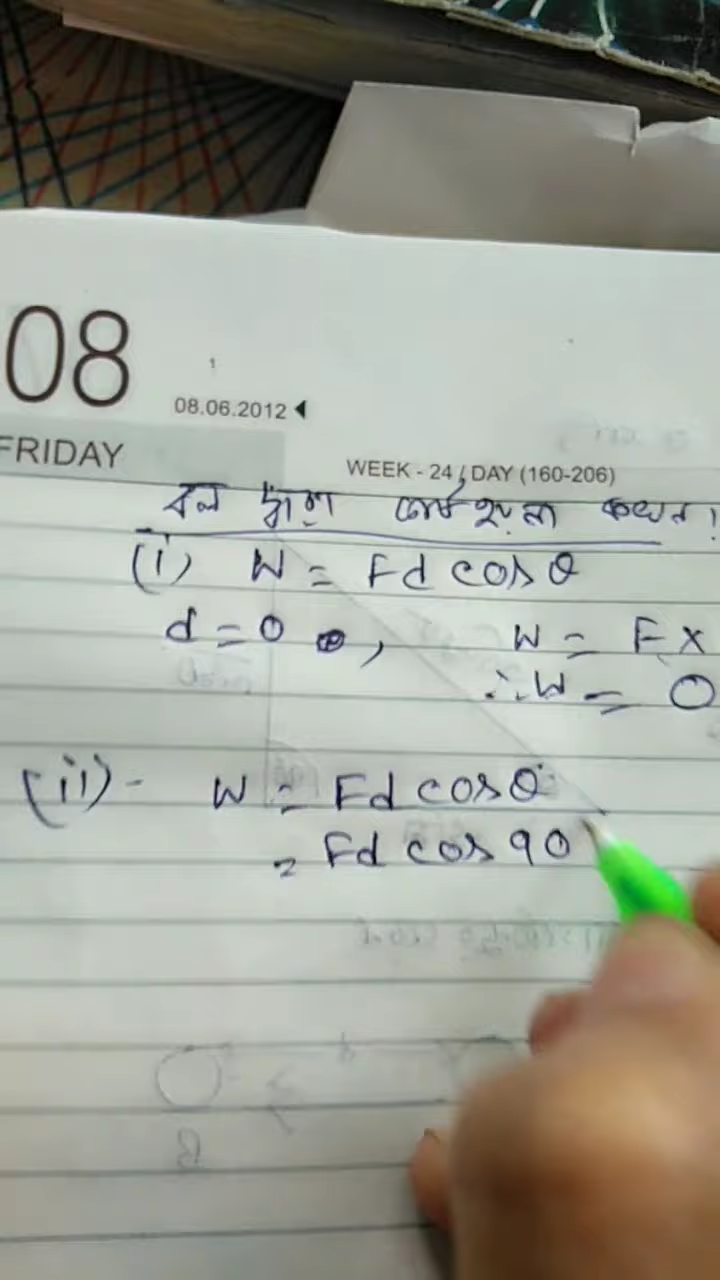 08
08.06.2012
FRIDAY
WEEK - 24, DAY (160-206)
বল দ্বারা কার্য হয়না কখন।
(i) W = Fd cosθ
d = 0 , W = F×
∴ W = 0
(ii)- W = Fd cosθ
= Fd cos 90